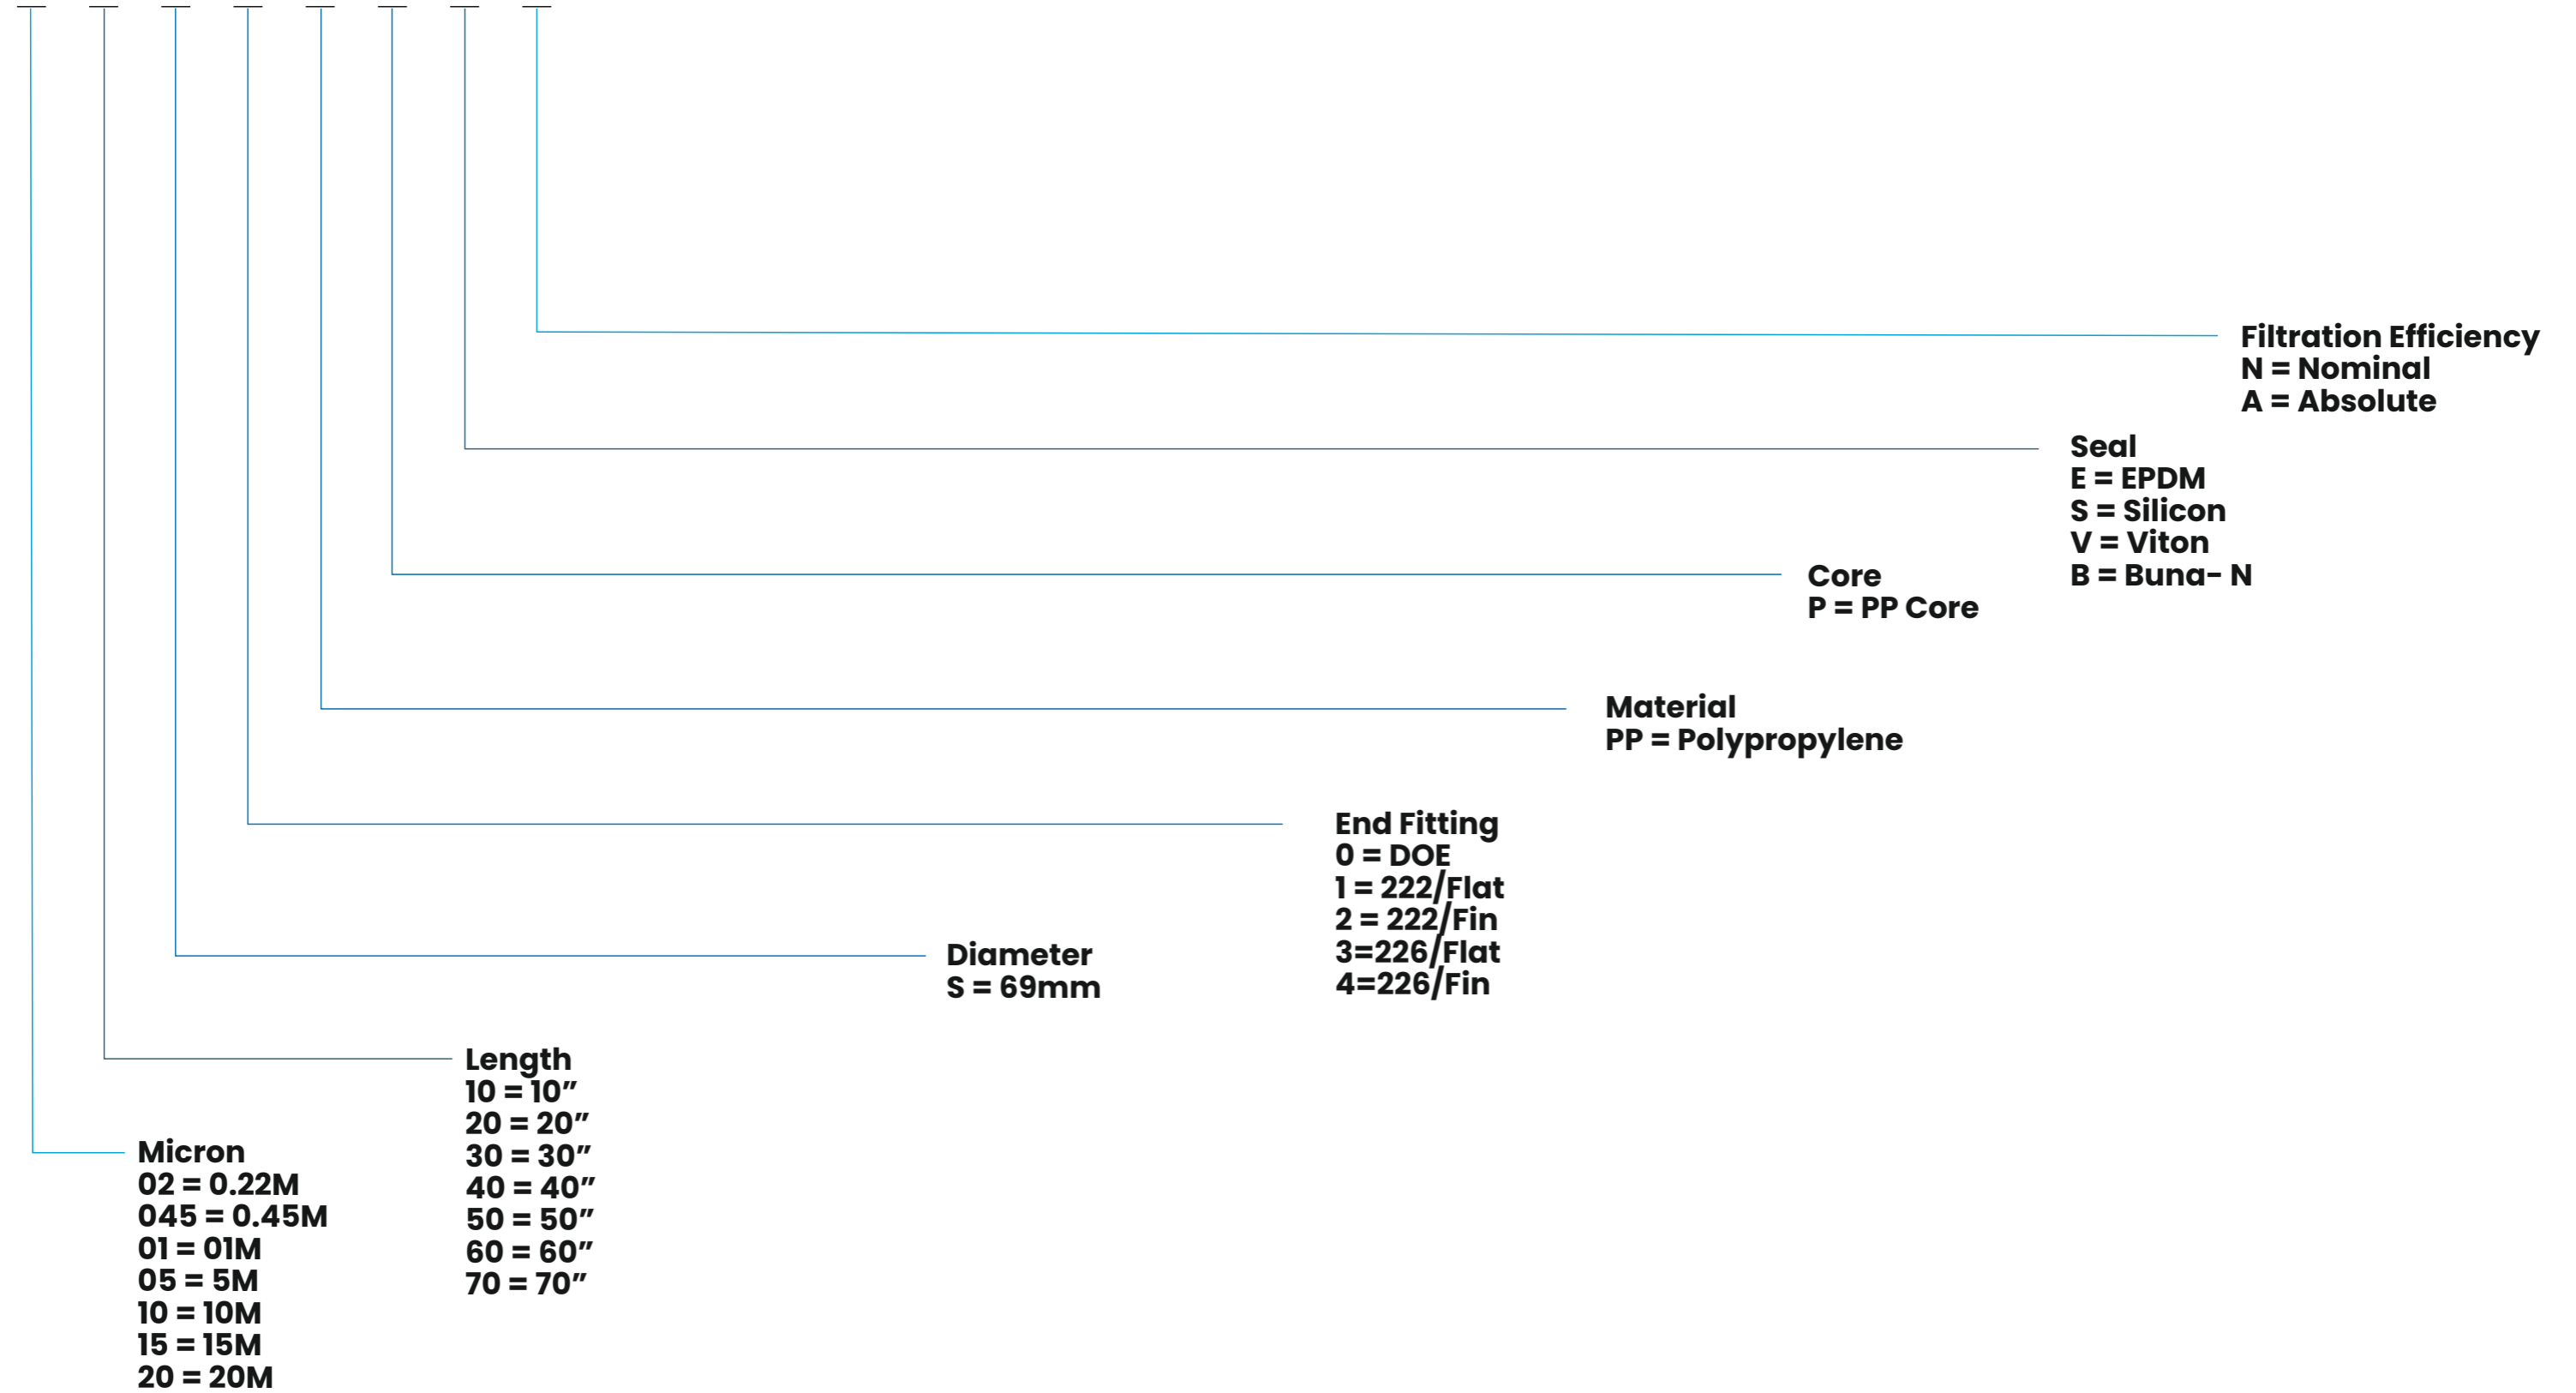 Filtration Efficiency
N = Nominal
A = Absolute
Seal
E = EPDM
S = Silicon
V = Viton
B = Buna- N
Core
P = PP Core
Material
PP = Polypropylene
End Fitting
0 = DOE
1 = 222/Flat
2 = 222/Fin
3=226/Flat
4=226/Fin
Diameter
S = 69mm
Length
10 = 10”
20 = 20”
30 = 30”
40 = 40”
50 = 50”
60 = 60”
70 = 70”
Micron
02 = 0.22M
045 = 0.45M
01 = 01M
05 = 5M
10 = 10M
15 = 15M
20 = 20M